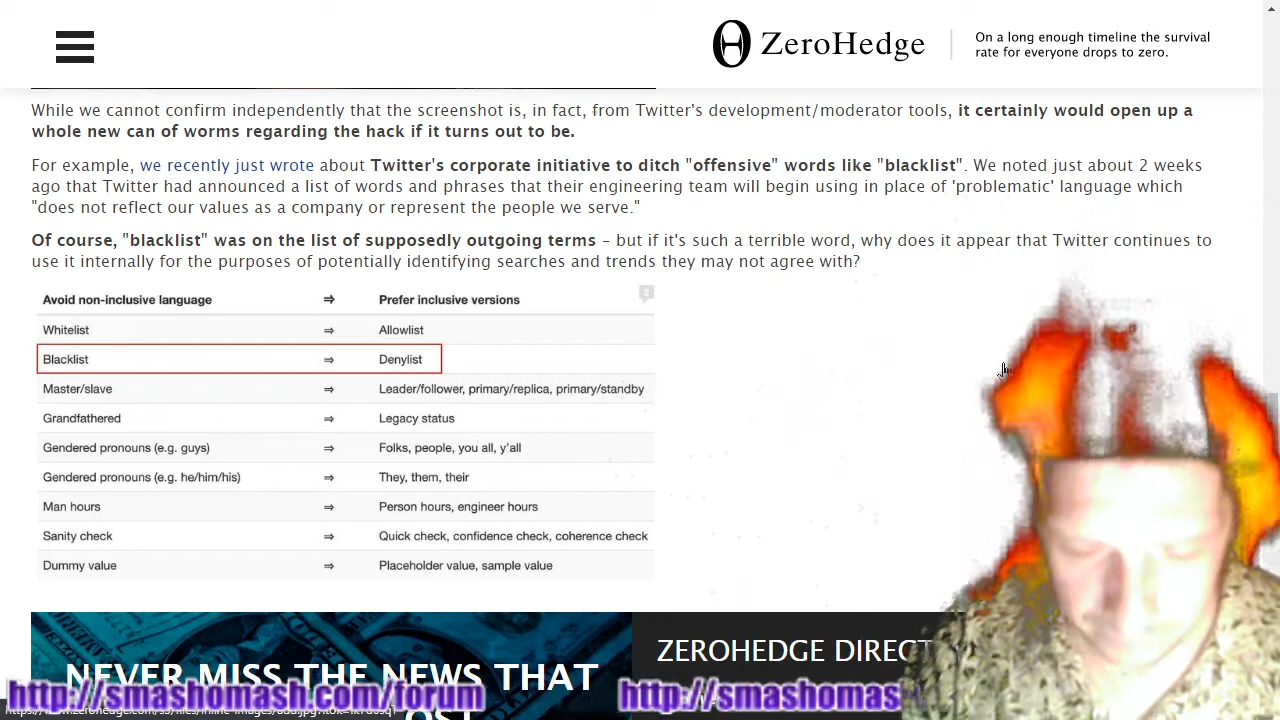 ZeroHedge
On a long enough timeline the survival
rate for everyone drops to zero.
While we cannot confirm independently that the screenshot is, in fact, from Twitter's development/moderator tools, it certainly would open up a
whole new can of worms regarding the hack if it turns out to be.
For example, we recently just wrote about Twitter's corporate initiative to ditch "offensive" words like "blacklist". We noted just about 2 weeks
ago that Twitter had announced a list of words and phrases that their engineering team will begin using in place of 'problematic' language which
"does not reflect our values as a company or represent the people we serve."
Of course, "blacklist" was on the list of supposedly outgoing terms – but if it's such a terrible word, why does it appear that Twitter continues to
use it internally for the purposes of potentially identifying searches and trends they may not agree with?
Avoid non-inclusive language ⇒ Prefer inclusive versions 2
Whitelist ⇒ Allowlist
Blacklist ⇒ Denylist
Master/slave ⇒ Leader/follower, primary/replica, primary/standby
Grandfathered ⇒ Legacy status
Gendered pronouns (e.g. guys) ⇒ Folks, people, you all, y'all
Gendered pronouns (e.g. he/him/his) ⇒ They, them, their
Man hours ⇒ Person hours, engineer hours
Sanity check ⇒ Quick check, confidence check, coherence check
Dummy value ⇒ Placeholder value, sample value
NEVER MISS THE NEWS THAT
ZEROHEDGE DIRECT
http://smashomash.com/forum http://smashomas